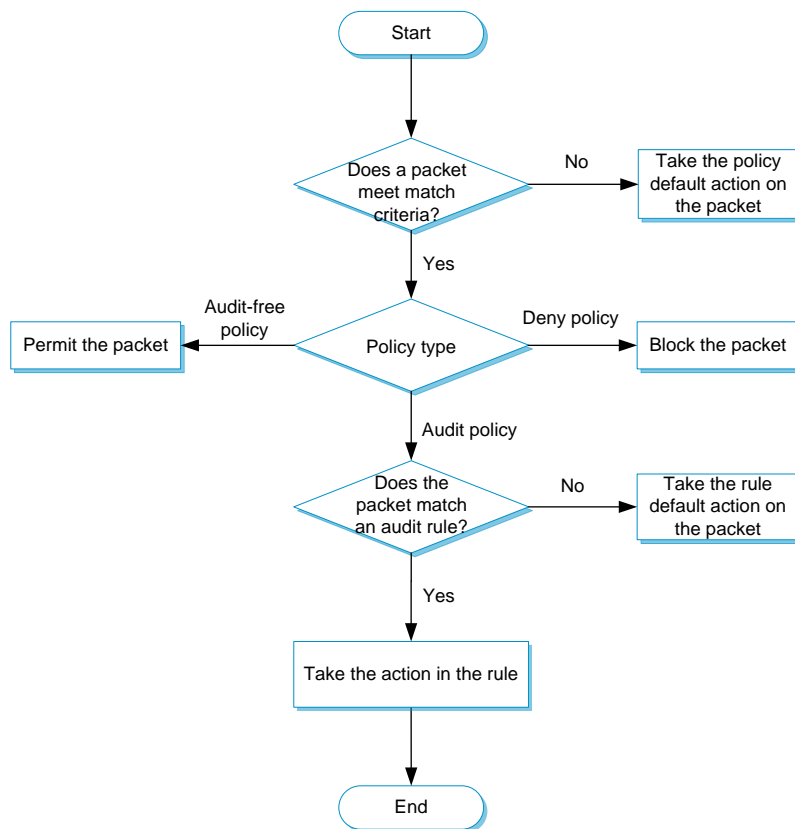 Start
Does a packet
meet match
criteria?
No
Take the policy
default action on
the packet
Yes
Audit-free
policy
Permit the packet
Policy type
Deny policy
Block the packet
Audit policy
Does the
packet match
an audit rule?
No
Take the rule
default action on
the packet
Yes
Take the action in the rule
End